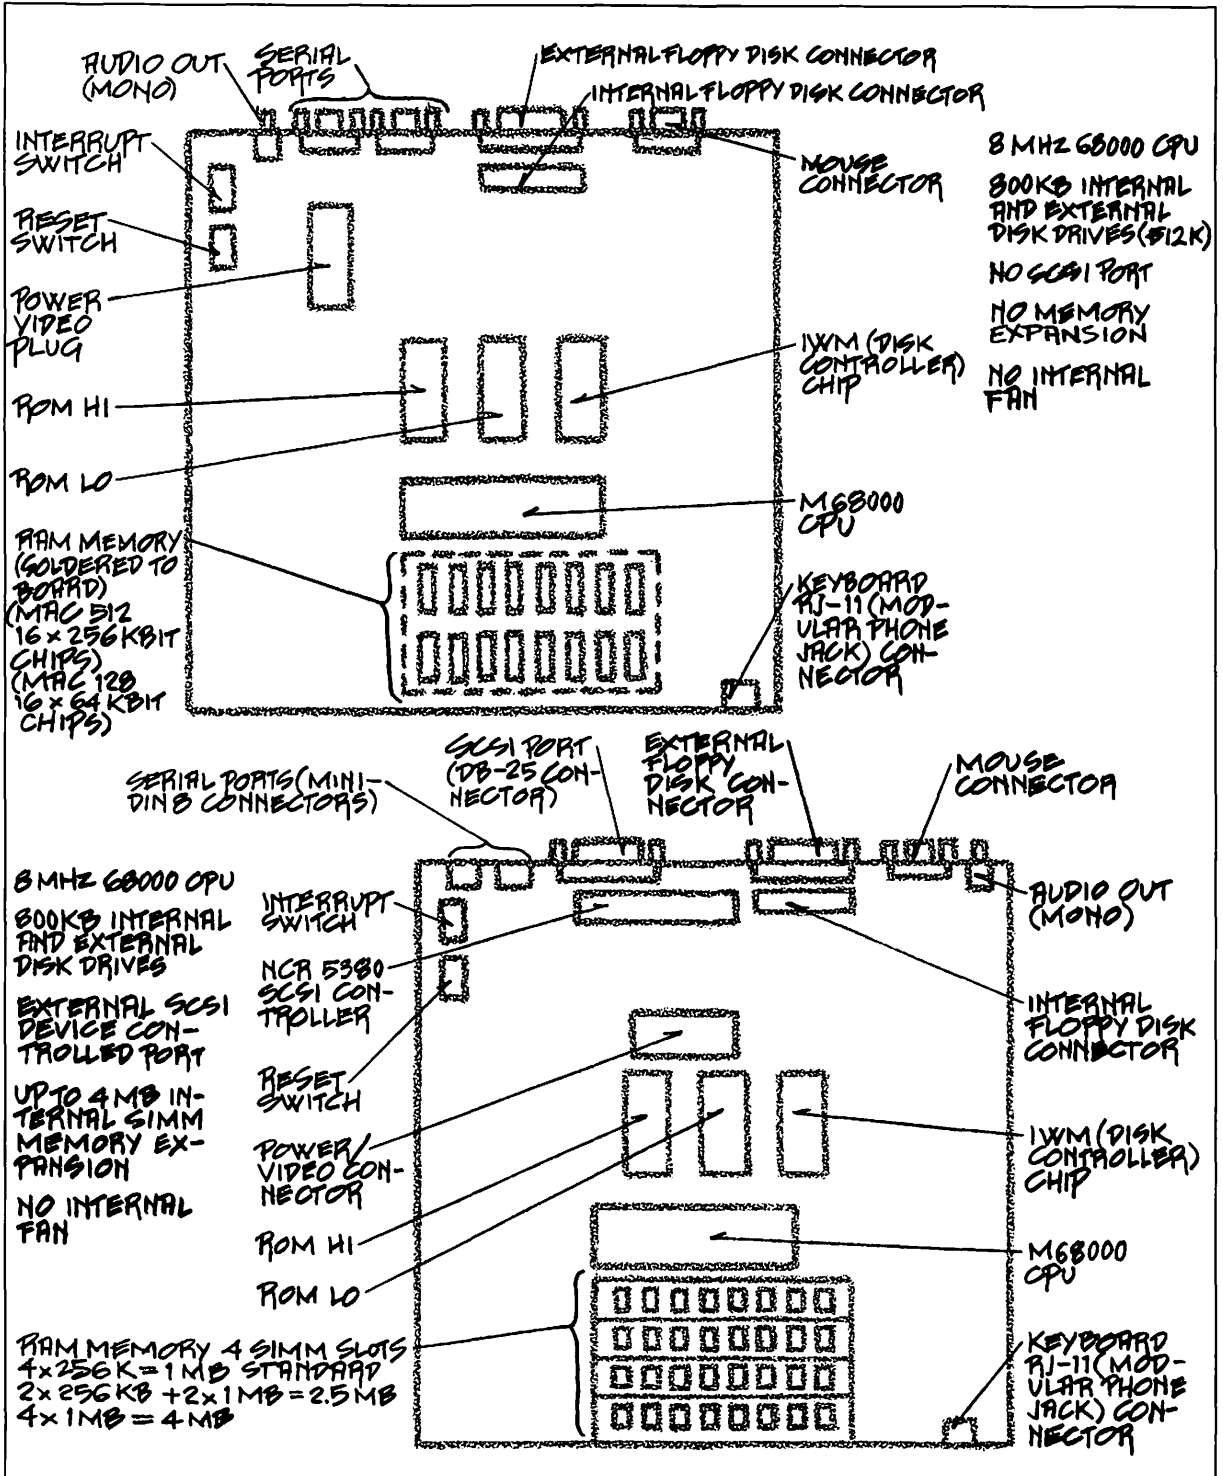 AUDIO OUT
(MONO)
SERIAL
PORTS
EXTERNAL FLOPPY DISK CONNECTOR
INTERNAL FLOPPY DISK CONNECTOR
INTERRUPT
SWITCH
RESET
SWITCH
POWER
VIDEO
PLUG
ROM HI
ROM LO
RAM MEMORY
(SOLDERED TO
BOARD)
(MAC 512
16 × 256 KBIT
CHIPS)
(MAC 128
16 × 64 KBIT
CHIPS)
MOUSE
CONNECTOR
IWM (DISK
CONTROLLER)
CHIP
M68000
CPU
KEYBOARD
RJ-11 (MOD-
ULAR PHONE
JACK) CON-
NECTOR
8 MHZ 68000 CPU
800KB INTERNAL
AND EXTERNAL
DISK DRIVES (512K)
NO SCSI PORT
NO MEMORY
EXPANSION
NO INTERNAL
FAN
SERIAL PORTS (MINI-
DIN 8 CONNECTORS)
SCSI PORT
(DB-25 CON-
NECTOR)
EXTERNAL
FLOPPY
DISK CON-
NECTOR
MOUSE
CONNECTOR
8 MHZ 68000 CPU
800KB INTERNAL
AND EXTERNAL
DISK DRIVES
EXTERNAL SCSI
DEVICE CON-
TROLLED PORT
UP TO 4 MB IN-
TERNAL SIMM
MEMORY EX-
PANSION
NO INTERNAL
FAN
INTERRUPT
SWITCH
NCR 5380
SCSI CON-
TROLLER
RESET
SWITCH
POWER/
VIDEO CON-
NECTOR
ROM HI
ROM LO
RAM MEMORY 4 SIMM SLOTS
4 × 256 K = 1 MB STANDARD
2 × 256 KB + 2 × 1 MB = 2.5 MB
4 × 1 MB = 4 MB
AUDIO OUT
(MONO)
INTERNAL
FLOPPY DISK
CONNECTOR
IWM (DISK
CONTROLLER)
CHIP
M68000
CPU
KEYBOARD
RJ-11 (MOD-
ULAR PHONE
JACK) CON-
NECTOR